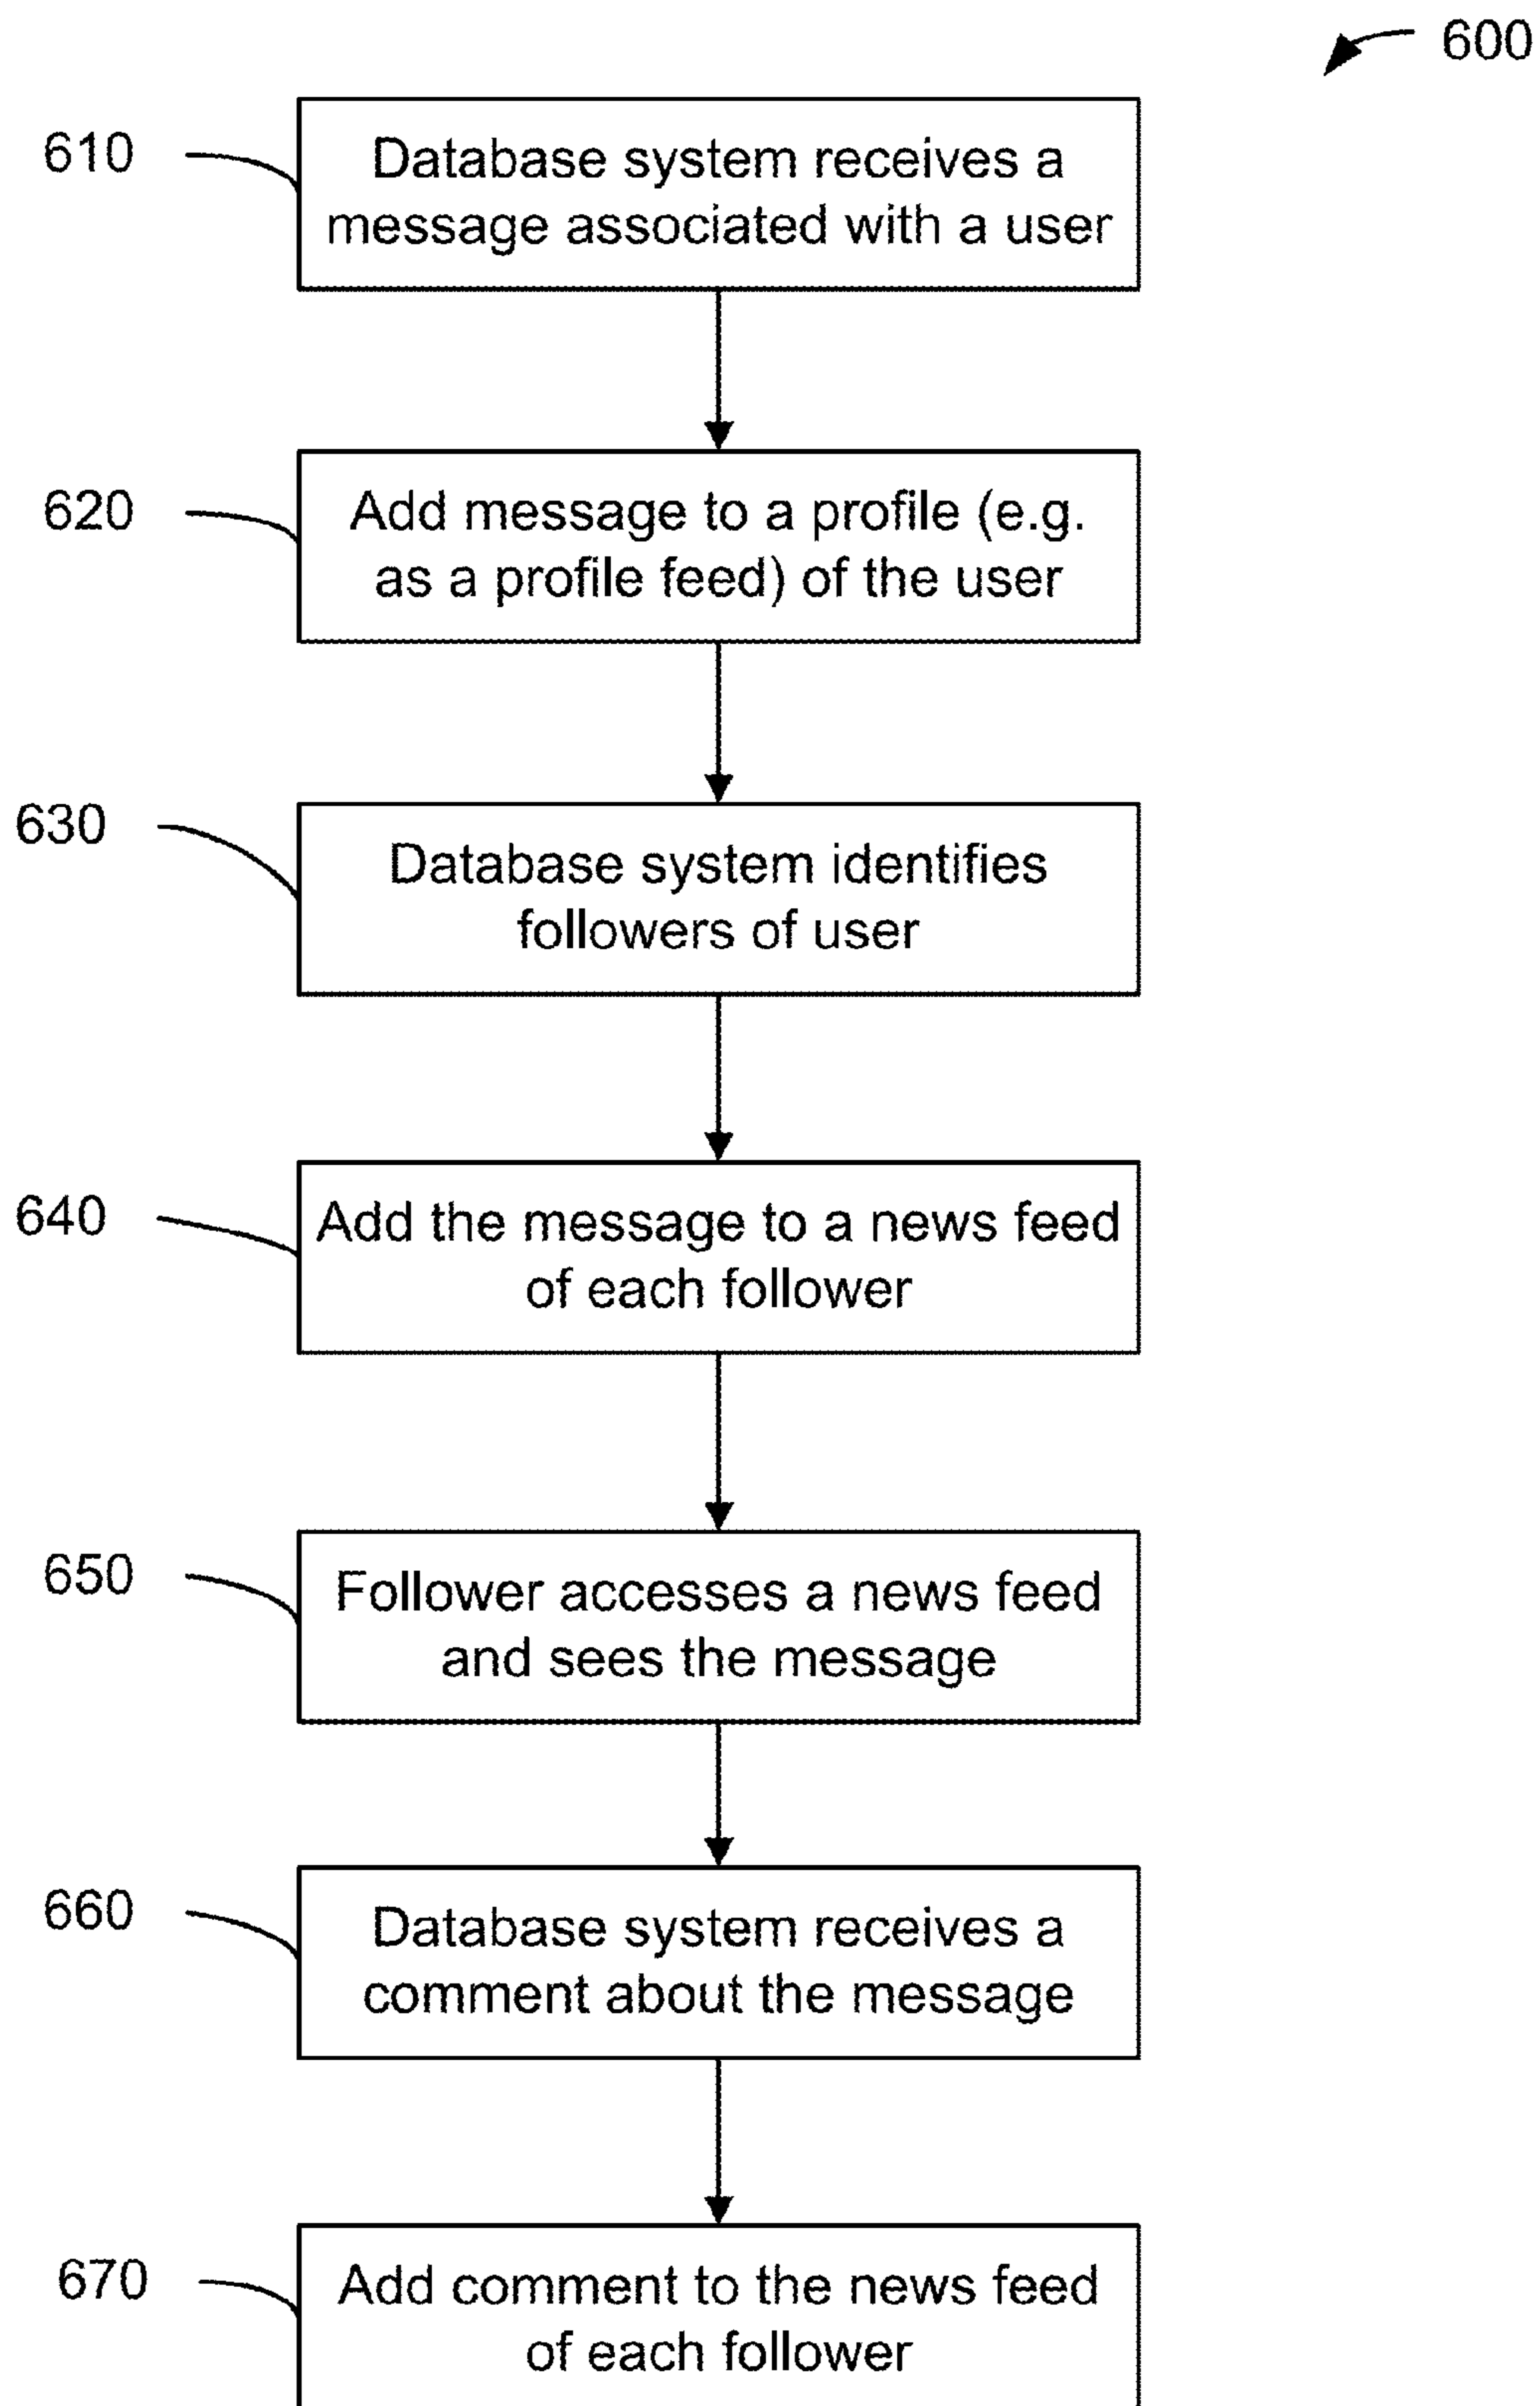 600
610
Database system receives a
message associated with a user
620
Add message to a profile (e.g.
as a profile feed) of the user
630
Database system identifies
followers of user
640
Add the message to a news feed
of each follower
650
Follower accesses a news feed
and sees the message
660
Database system receives a
comment about the message
670
Add comment to the news feed
of each follower